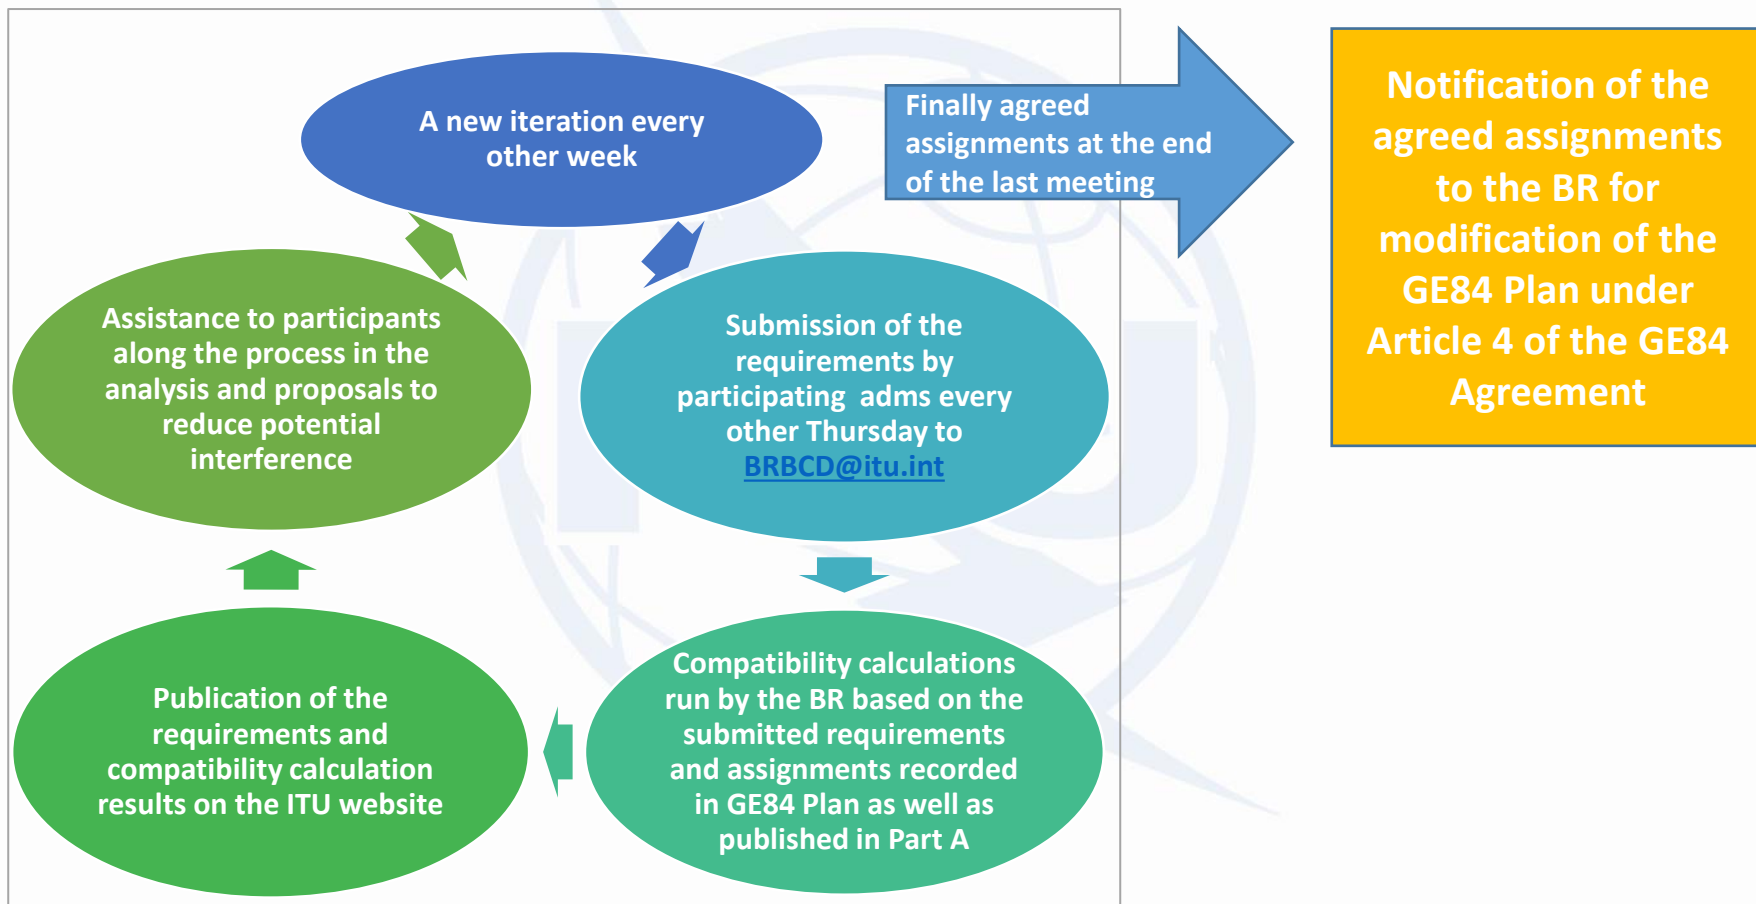 A new iteration every
other week
Finally agreed
assignments at the end
of the last meeting
Notification of the
agreed assignments
to the BR for
modification of the
GE84 Plan under
Article 4 of the GE84
Agreement
Assistance to participants
along the process in the
analysis and proposals to
reduce potential
interference
Submission of the
requirements by
participating adms every
other Thursday to
BRBCD@itu.int
Publication of the
requirements and
compatibility calculation
results on the ITU website
Compatibility calculations
run by the BR based on the
submitted requirements
and assignments recorded
in GE84 Plan as well as
published in Part A